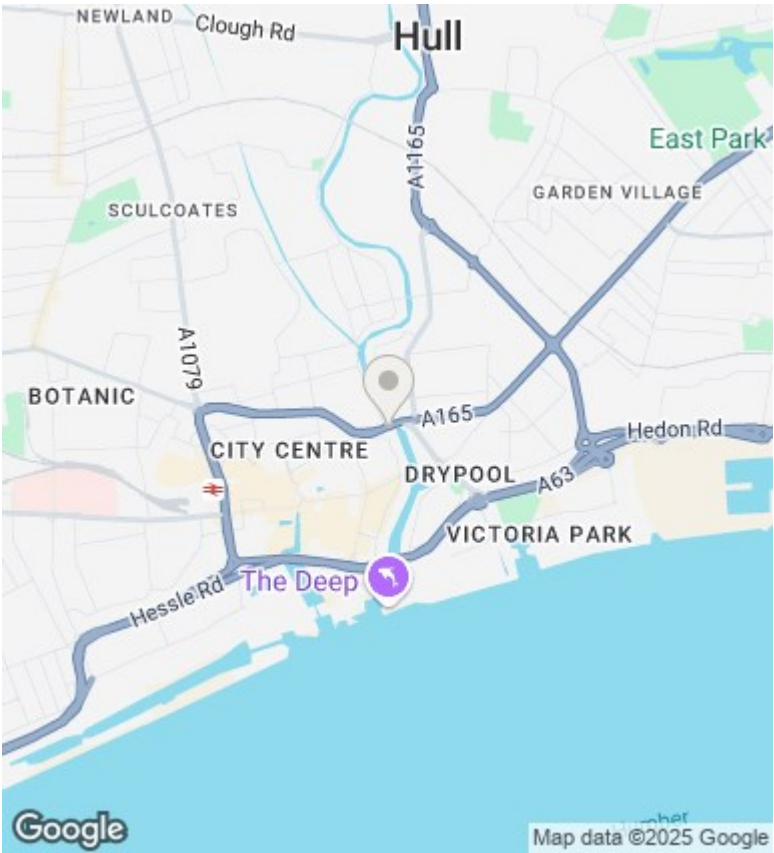 NEWLAND
Clough Rd
Hull
A1165
East Park
GARDEN VILLAGE
SCULCOATES
A1079
BOTANIC
A165
CITY CENTRE
Hedon Rd
DRYPOOL
A63
VICTORIA PARK
The Deep
Hessle Rd
Humber
Google
Map data ©2025 Google